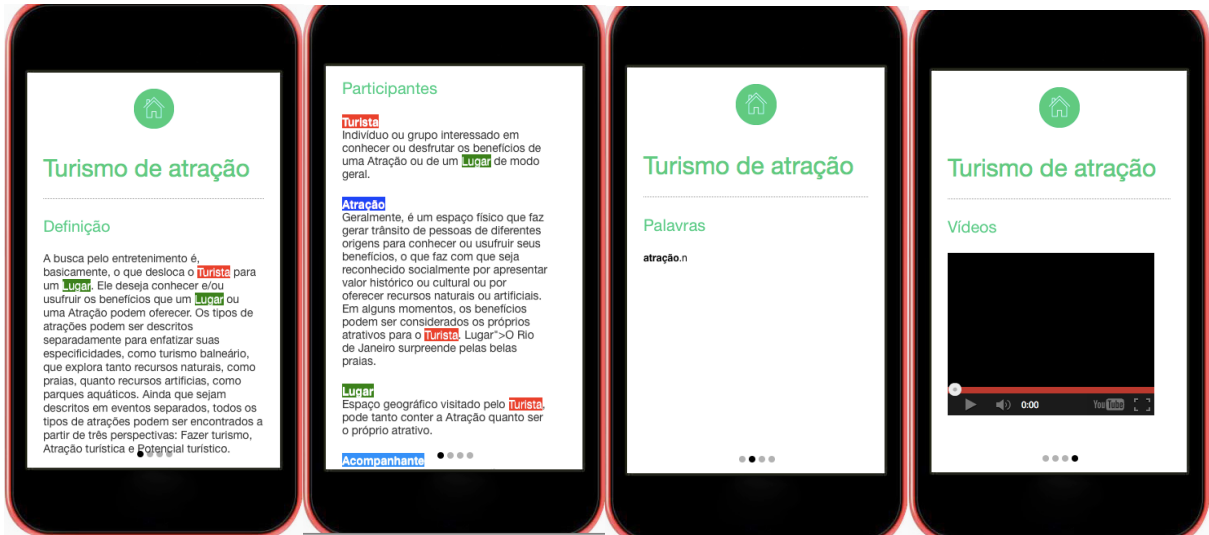 Turismo de atração
Definição
A busca pelo entretenimento é,
basicamente, o que desloca o Turista para
um Lugar. Ele deseja conhecer e/ou
usufruir os benefícios que um Lugar ou
uma Atração podem oferecer. Os tipos de
atrações podem ser descritos
separadamente para enfatizar suas
especificidades, como turismo balneário,
que explora tanto recursos naturais, como
praias, quanto recursos artificias, como
parques aquáticos. Ainda que sejam
descritos em eventos separados, todos os
tipos de atrações podem ser encontrados a
partir de três perspectivas: Fazer turismo,
Atração turística e Potencial turístico.
Participantes
Turista
Indivíduo ou grupo interessado em
conhecer ou desfrutar os benefícios de
uma Atração ou de um Lugar de modo
geral.
Atração
Geralmente, é um espaço físico que faz
gerar trânsito de pessoas de diferentes
origens para conhecer ou usufruir seus
benefícios, o que faz com que seja
reconhecido socialmente por apresentar
valor histórico ou cultural ou por
oferecer recursos naturais ou artificiais.
Em alguns momentos, os benefícios
podem ser considerados os próprios
atrativos para o Turista. Lugar">O Rio
de Janeiro surpreende pelas belas
praias.
Lugar
Espaço geográfico visitado pelo Turista,
pode tanto conter a Atração quanto ser
o próprio atrativo.
Acompanhante
Turismo de atração
Palavras
atração.n
Turismo de atração
Vídeos
0:00
YouTube